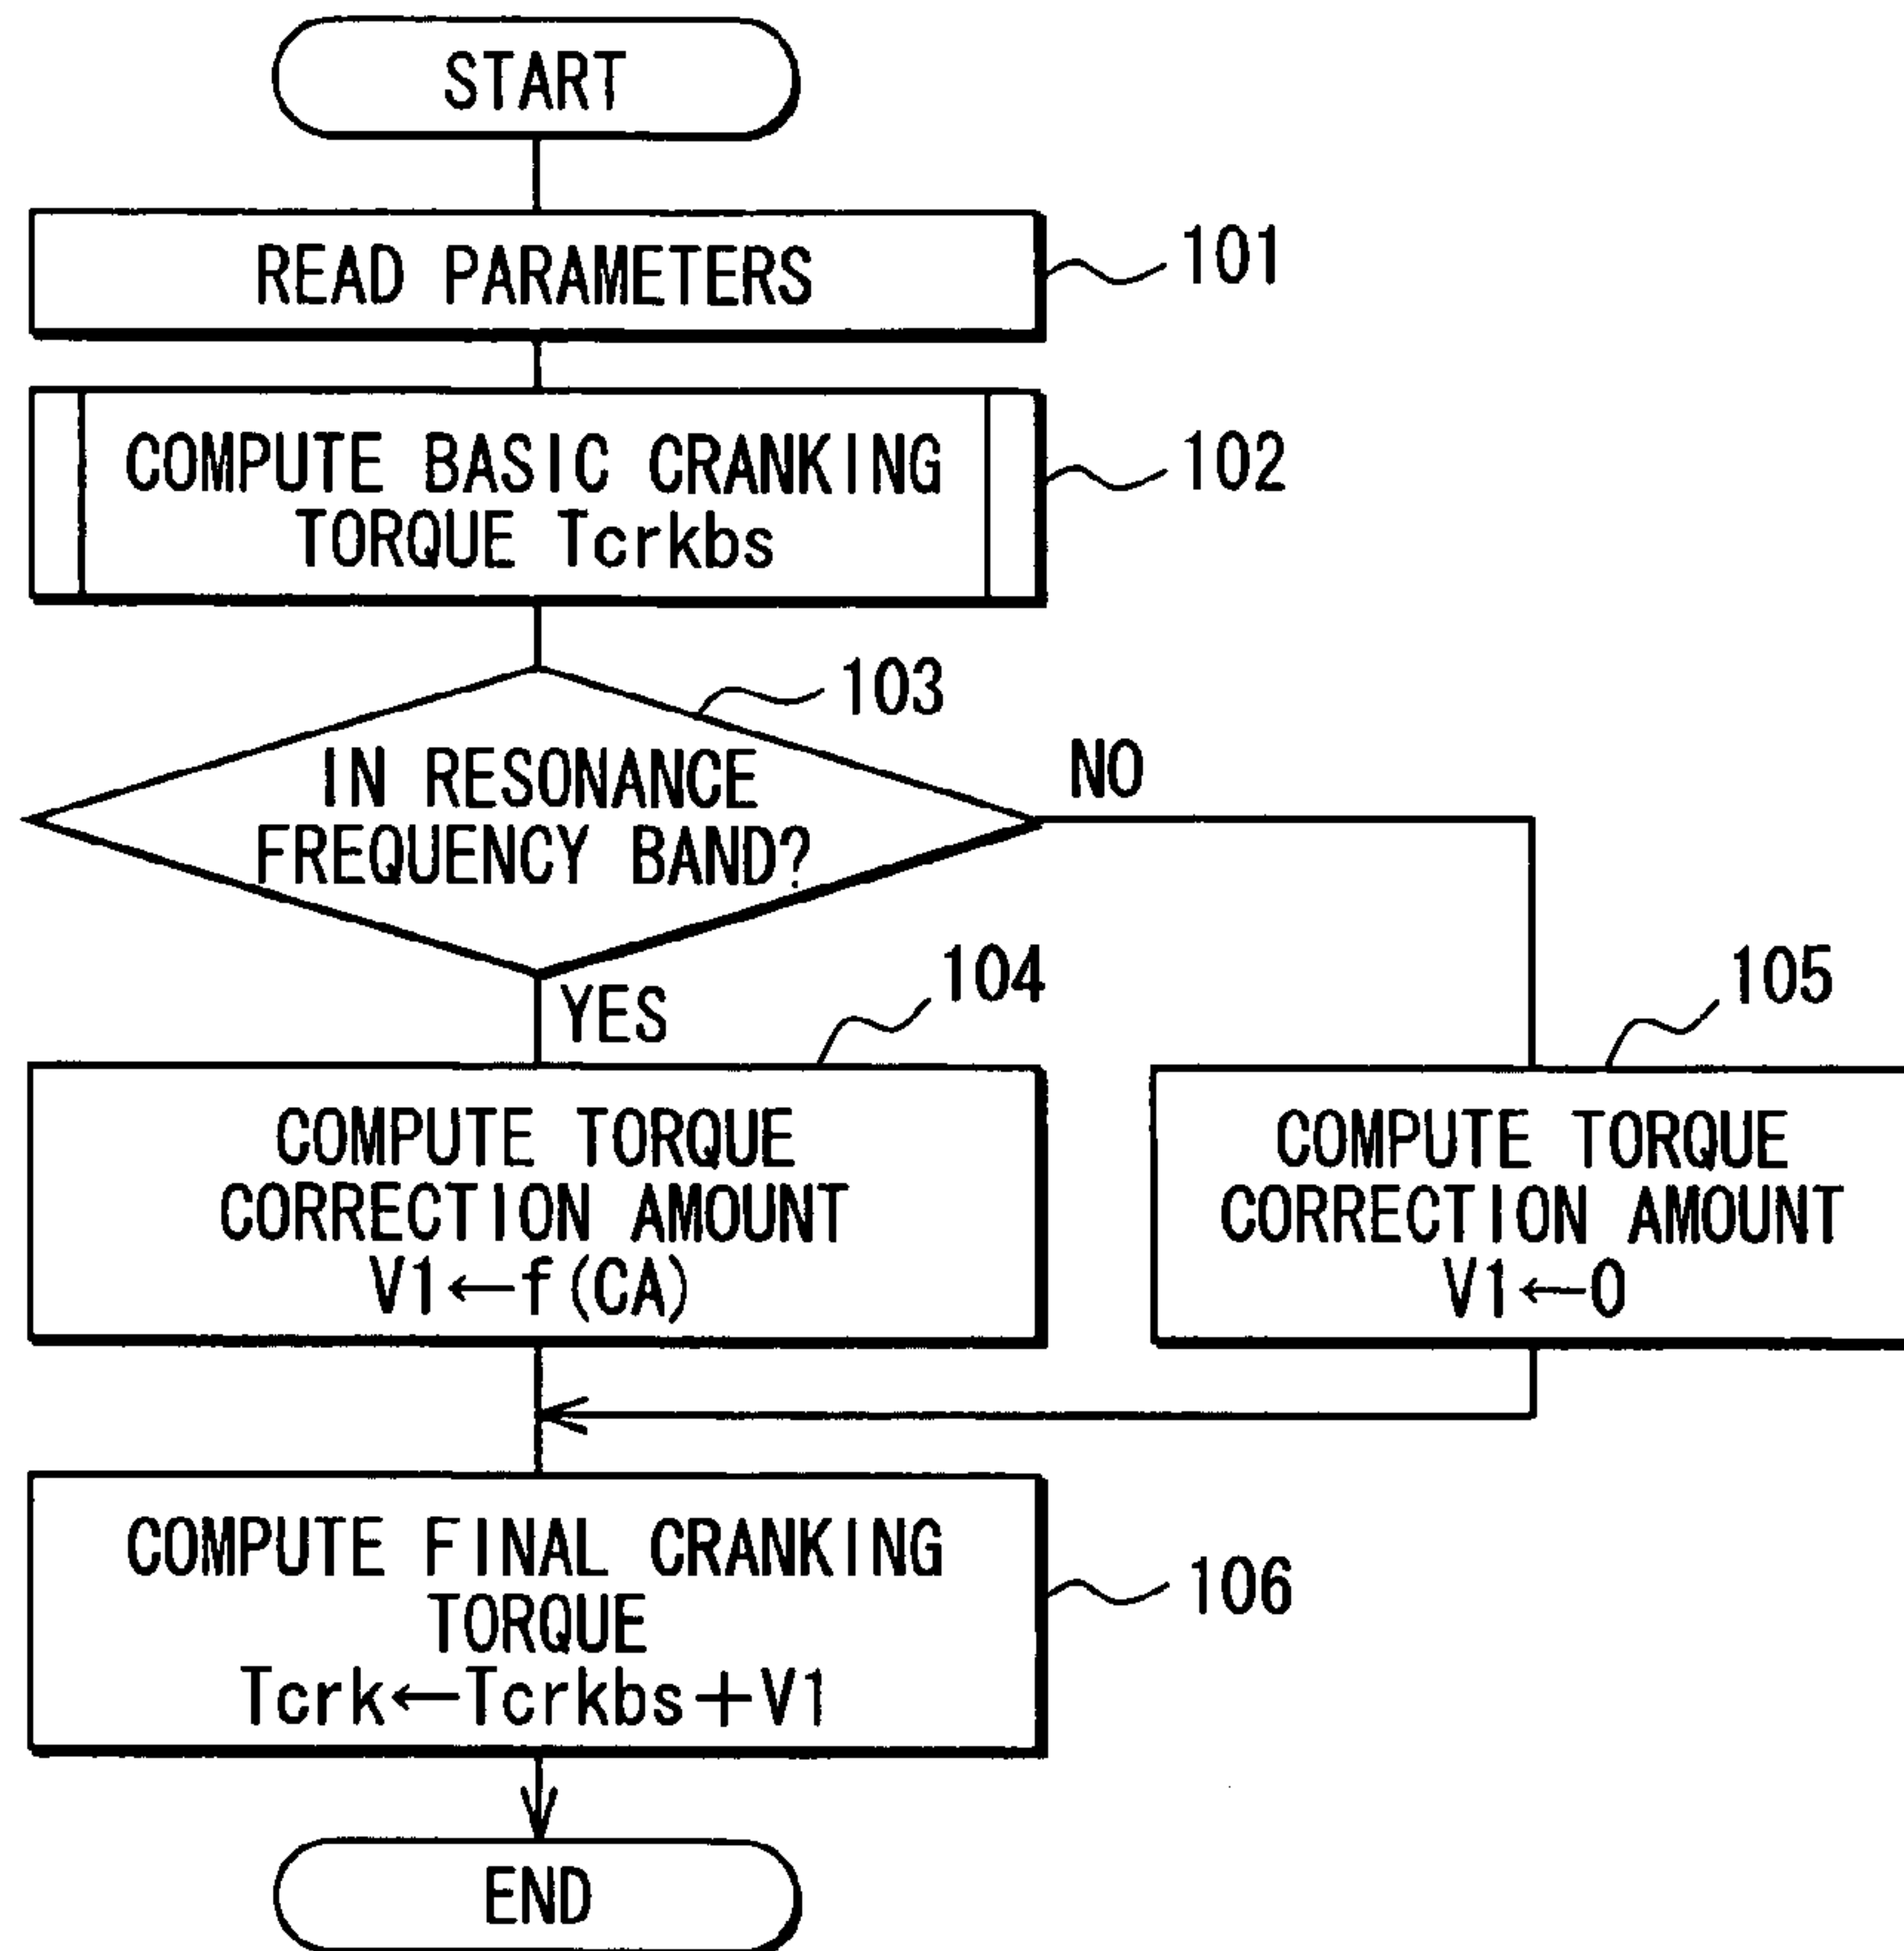 START
READ PARAMETERS
101
COMPUTE BASIC CRANKING
TORQUE Tcrkbs
102
103
IN RESONANCE
FREQUENCY BAND?
NO
YES
104
COMPUTE TORQUE
CORRECTION AMOUNT
V1←f(CA)
105
COMPUTE TORQUE
CORRECTION AMOUNT
V1←0
COMPUTE FINAL CRANKING
TORQUE
Tcrk←Tcrkbs+V1
106
END